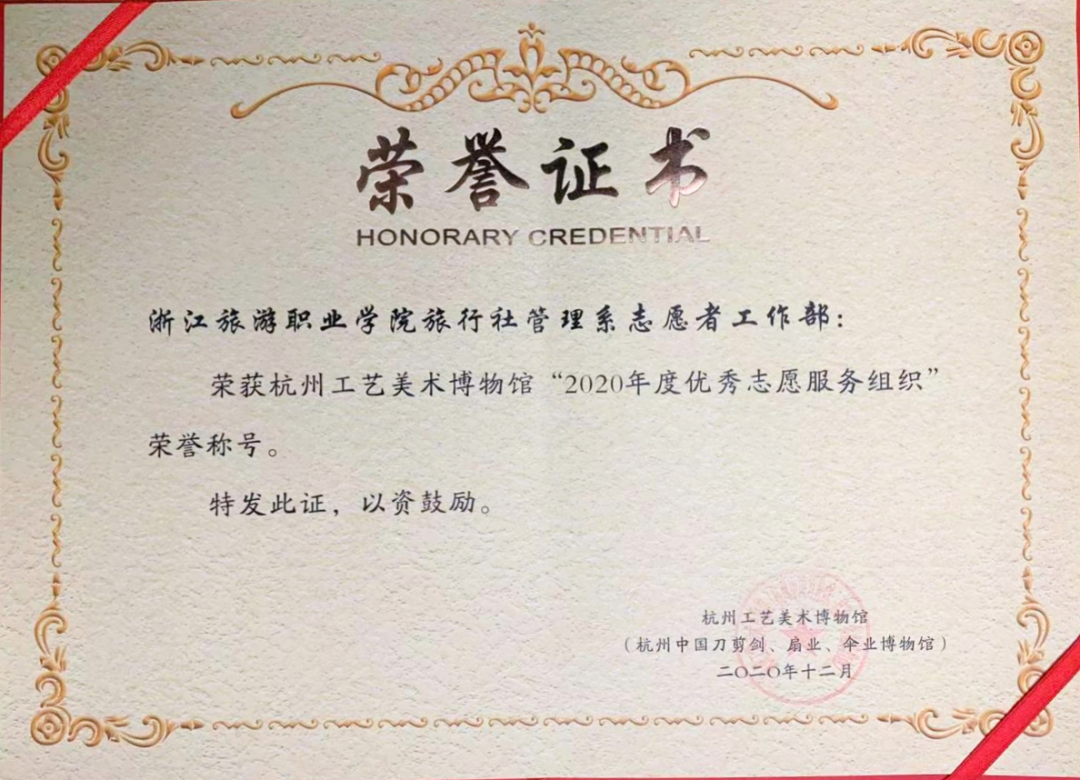 荣誉证书
HONORARY CREDENTIAL
浙江旅游职业学院旅行社管理系志愿者工作部：
荣获杭州工艺美术博物馆“2020年度优秀志愿服务组织”
荣誉称号。
特发此证，以资鼓励。
杭州工艺美术博物馆
（杭州中国刀剪剑、扇业、伞业博物馆）
二〇二〇年十二月